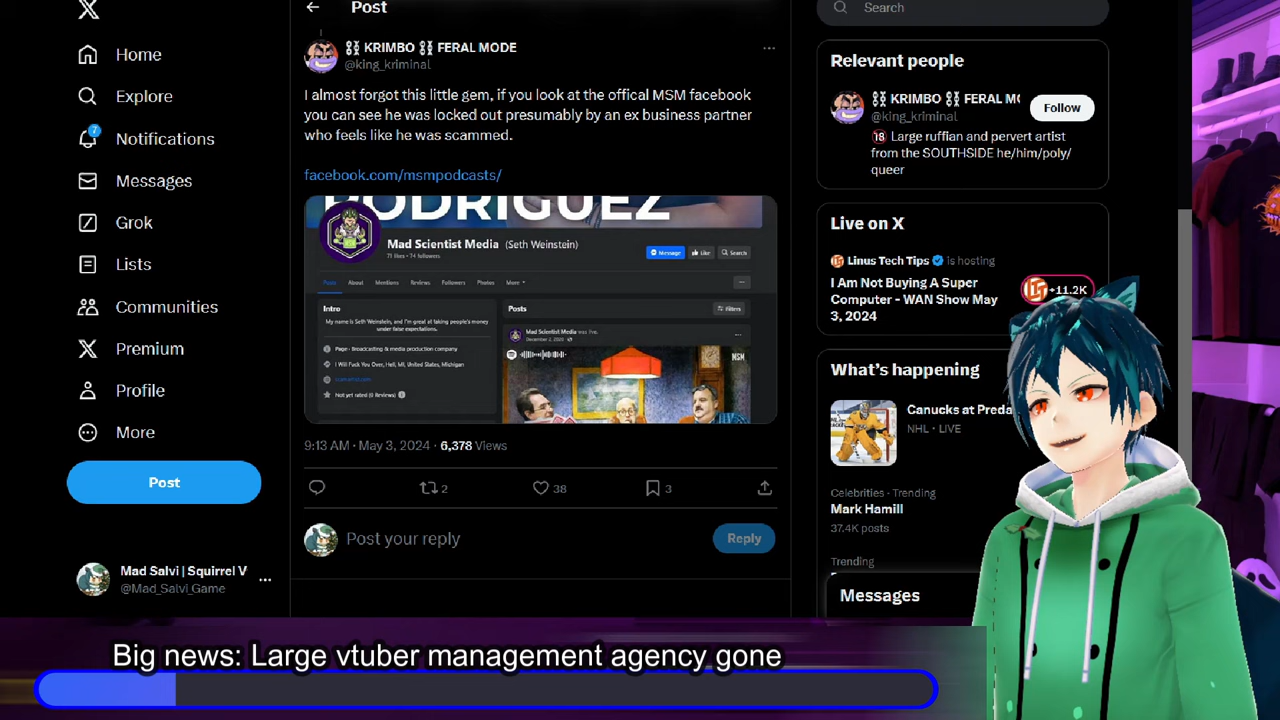 Home
Explore
7
Notifications
Messages
Grok
Lists
Communities
Premium
Profile
More
Post
Mad Salvi | Squirrel V
@Mad_Salvi_Game
Post
KRIMBO FERAL MODE
@king_kriminal
I almost forgot this little gem, if you look at the offical MSM facebook
you can see he was locked out presumably by an ex business partner
who feels like he was scammed.
facebook.com/msmpodcasts/
RODRIGUEZ
Mad Scientist Media (Seth Weinstein)
71 likes • 74 followers
Message
Like
Search
Posts
About
Mentions
Reviews
Followers
Photos
More
Intro
My name is Seth Weinstein, and I'm great at taking people's money
under false expectations.
Page · Broadcasting & media production company
I Will Fuck You Over, Hell, MI, United States, Michigan
Not yet rated (0 Reviews)
Posts
Filters
Mad Scientist Media was live.
December 2, 2020
MSM
9:13 AM · May 3, 2024 · 6,378 Views
2
38
3
Post your reply
Reply
Search
Relevant people
KRIMBO FERAL M
@king_kriminal
Follow
18 Large ruffian and pervert artist
from the SOUTHSIDE he/him/poly/
queer
Live on X
Linus Tech Tips is hosting
I Am Not Buying A Super
Computer - WAN Show May
3, 2024
+11.2K
What's happening
Canucks at Preda
NHL · LIVE
Celebrities · Trending
Mark Hamill
37.4K posts
Trending
Messages
Big news: Large vtuber management agency gone